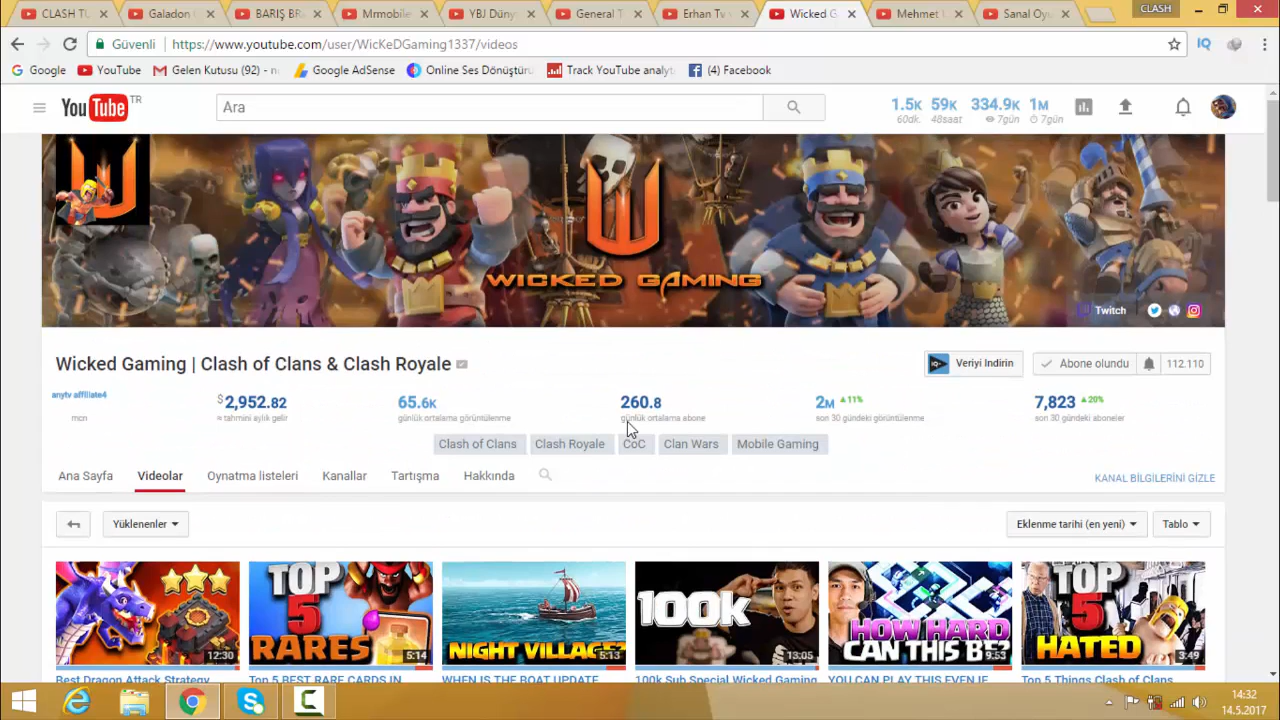 CLASH TU
Galadon G
BARIŞ BR
Mrmobile
YBJ Düny
General T
Erhan Tv
Wicked G
Mehmet
Sanal Oyu
CLASH
Güvenli
https://www.youtube.com/user/WicKeDGaming1337/videos
Google
YouTube
Gelen Kutusu (92) - n
Google AdSense
Online Ses Dönüştürü
Track YouTube analyt
(4) Facebook
YouTube TR
Ara
1.5K 59K 334.9K 1M
60dk. 48saat 7gün 7gün
WICKED GAMING
Twitch
Wicked Gaming | Clash of Clans & Clash Royale
Veriyi Indirin
Abone olundu
112.110
anytv affiliate4
mcn
$2,952.82
≈ tahmini aylık gelir
65.6K
günlük ortalama görüntülenme
260.8
günlük ortalama abone
2M 11%
son 30 gündeki görüntülenme
7,823 20%
son 30 gündeki aboneler
Clash of Clans
Clash Royale
CoC
Clan Wars
Mobile Gaming
Ana Sayfa
Videolar
Oynatma listeleri
Kanallar
Tartışma
Hakkında
KANAL BİLGİLERİNİ GİZLE
Yüklenenler
Eklenme tarihi (en yeni)
Tablo
12:30
TOP
5
RARES
5:14
NIGHT VILLAGE
5:13
100k
13:05
HOW HARD
CAN THIS BE?
9:53
TOP
5
HATED
3:49
Best Dragon Attack Strategy
Top 5 BEST RARE CARDS IN
WHEN IS THE BOAT UPDATE
100k Sub Special Wicked Gaming
YOU CAN PLAY THIS EVEN IF
Top 5 Things Clash of Clans
14:32
14.5.2017